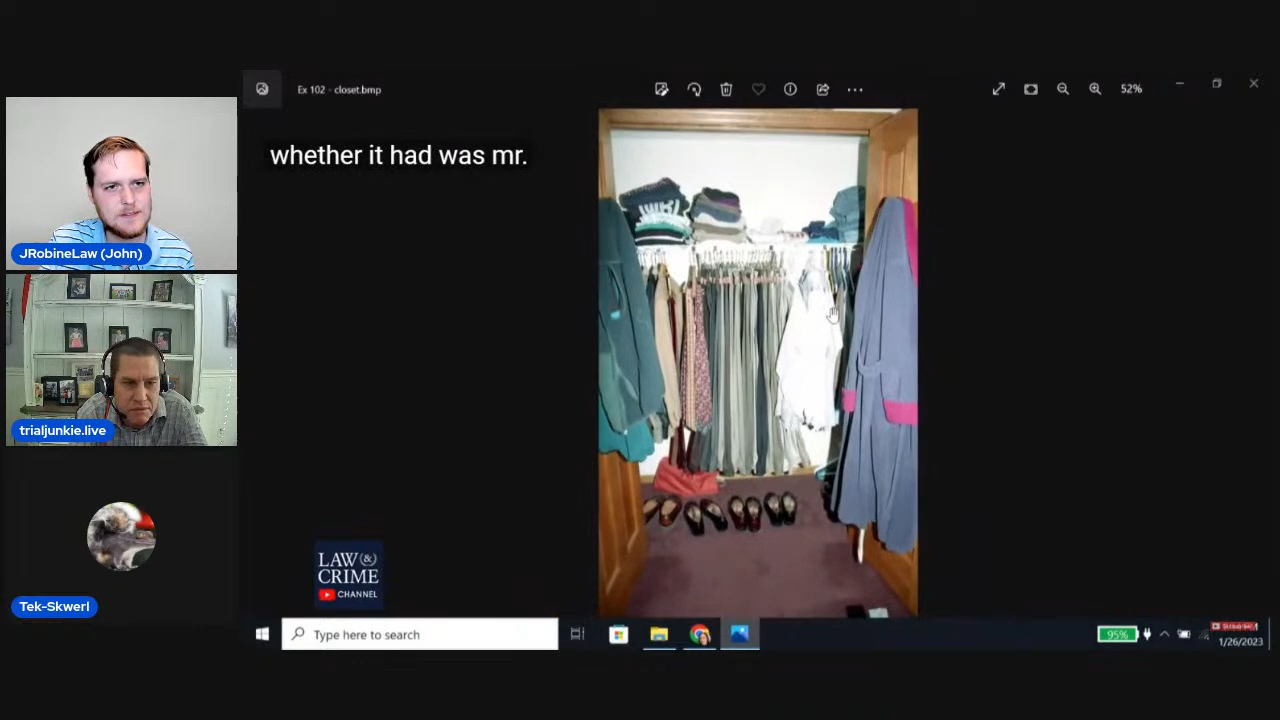 Ex 102 - closet.bmp
52%
whether it had was mr.
JRobineLaw (John)
trialjunkie.live
Tek-Skwerl
LAW &
CRIME
CHANNEL
Type here to search
95%
1/26/2023